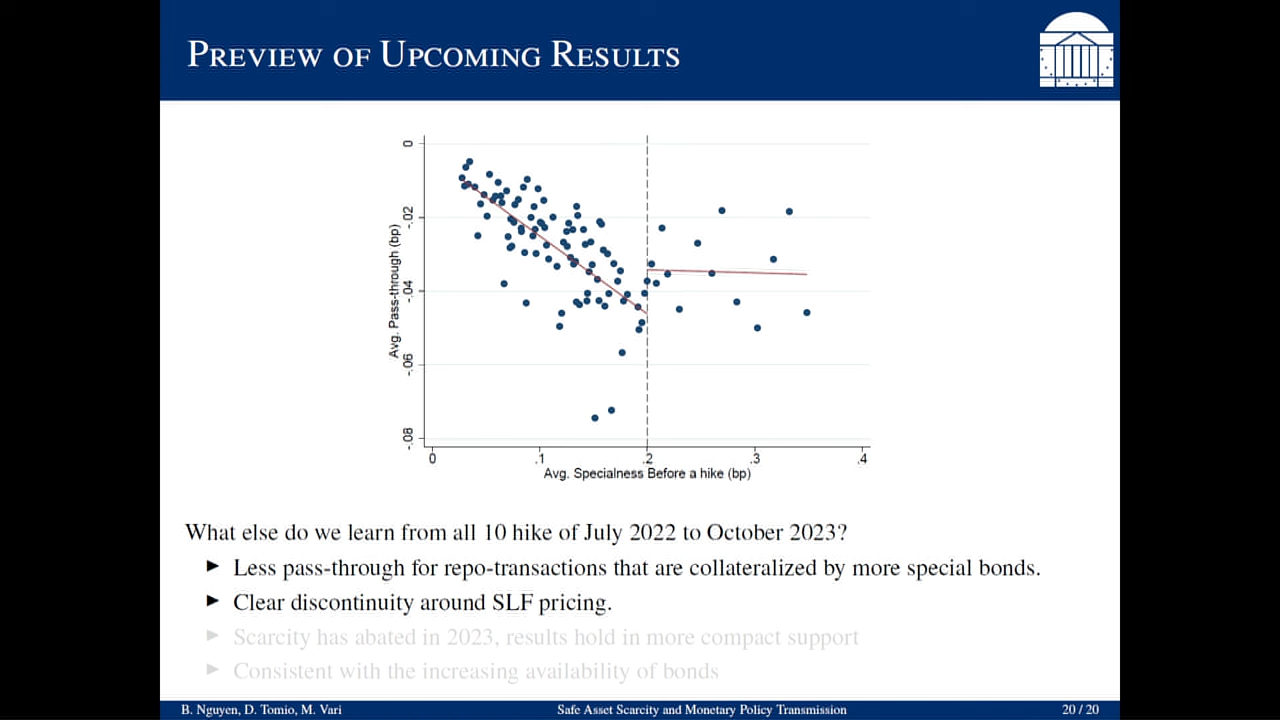 PREVIEW OF UPCOMING RESULTS
0
-.02
-.04
-.06
-.08
Avg. Pass-through (bp)
0 .1 .2 .3 .4
Avg. Specialness Before a hike (bp)
What else do we learn from all 10 hike of July 2022 to October 2023?
Less pass-through for repo-transactions that are collateralized by more special bonds.
Clear discontinuity around SLF pricing.
Scarcity has abated in 2023, results hold in more compact support
Consistent with the increasing availability of bonds
B. Nguyen, D. Tomio, M. Vari Safe Asset Scarcity and Monetary Policy Transmission 20 / 20